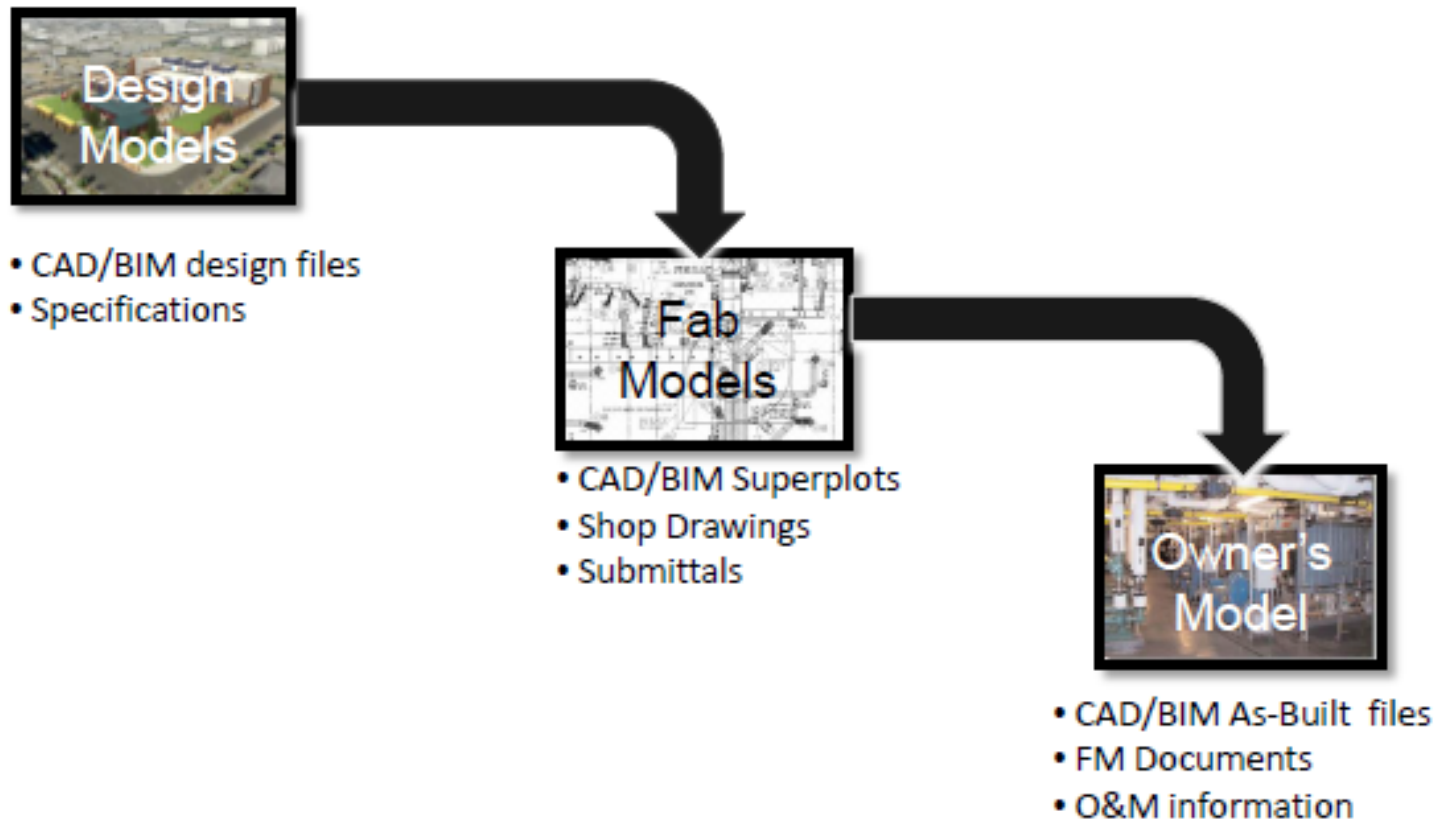 Design
Models
• CAD/BIM design files
• Specifications
Fab
Models
• CAD/BIM Superplots
• Shop Drawings
• Submittals
Owner's
Model
• CAD/BIM As-Built files
• FM Documents
• O&M information